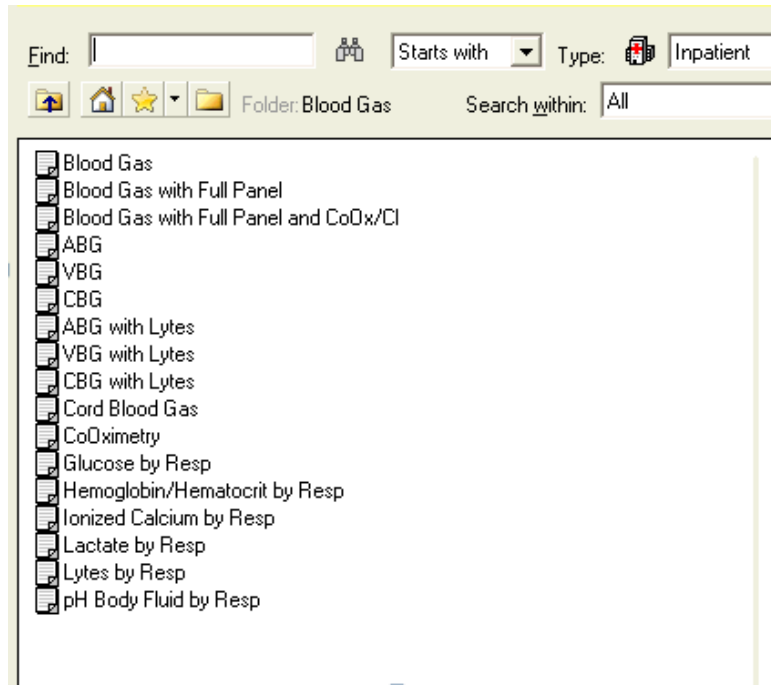 Find: Starts with Type: Inpatient
Folder: Blood Gas Search within: All
Blood Gas
Blood Gas with Full Panel
Blood Gas with Full Panel and CoOx/Cl
ABG
VBG
CBG
ABG with Lytes
VBG with Lytes
CBG with Lytes
Cord Blood Gas
CoOximetry
Glucose by Resp
Hemoglobin/Hematocrit by Resp
Ionized Calcium by Resp
Lactate by Resp
Lytes by Resp
pH Body Fluid by Resp